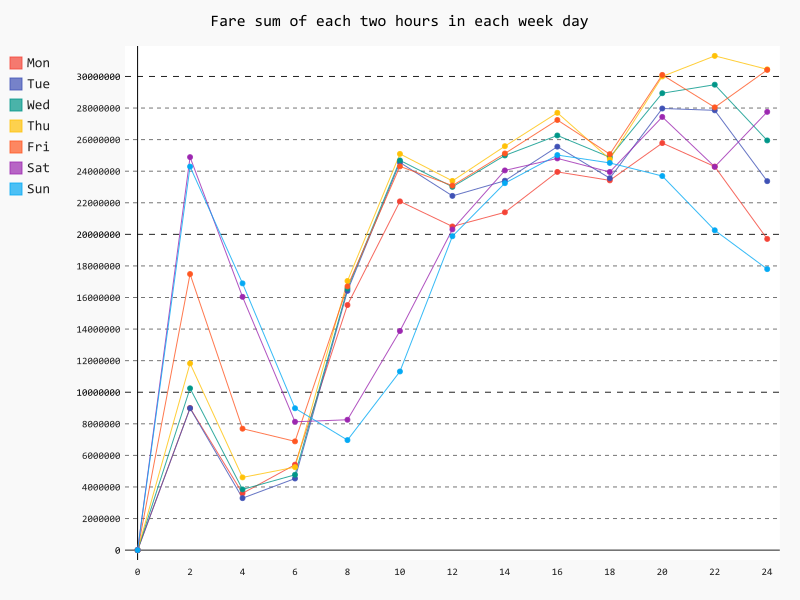 Fare sum of each two hours in each week day
Mon
Tue
Wed
Thu
Fri
Sat
Sun
30000000
28000000
26000000
24000000
22000000
20000000
18000000
16000000
14000000
12000000
10000000
8000000
6000000
4000000
2000000
0
0 2 4 6 8 10 12 14 16 18 20 22 24